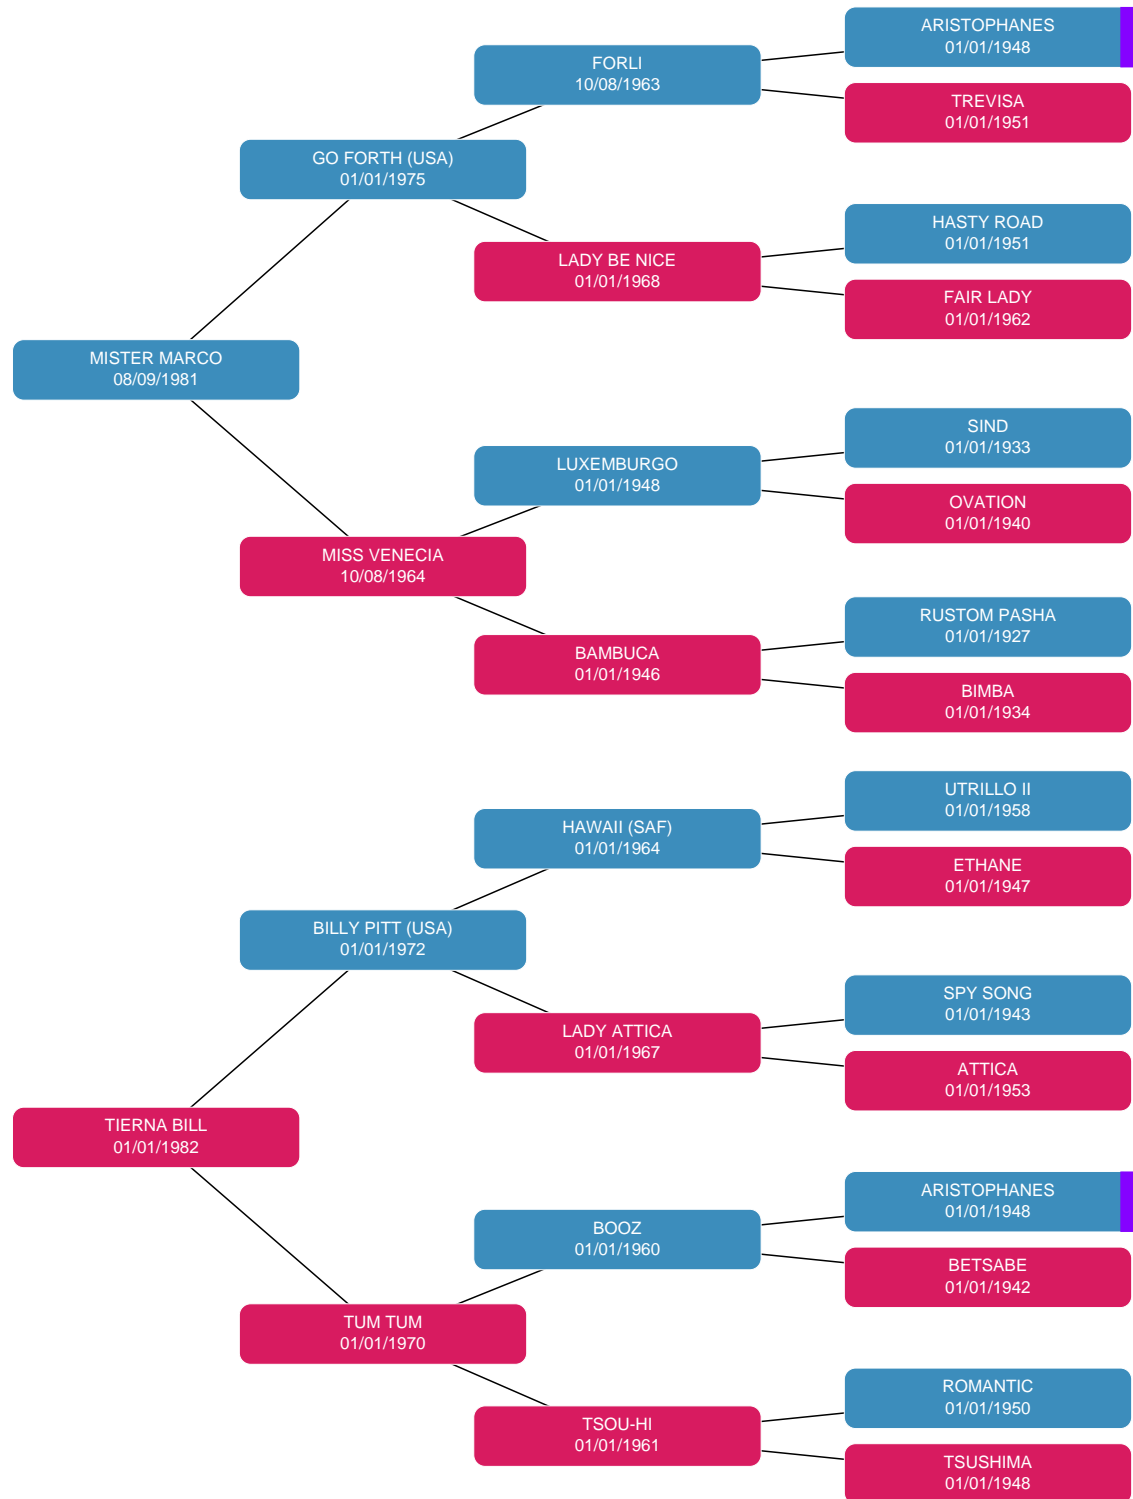 ARISTOPHANES
01/01/1948
FORLI
10/08/1963
TREVISA
01/01/1951
GO FORTH (USA)
01/01/1975
HASTY ROAD
01/01/1951
LADY BE NICE
01/01/1968
FAIR LADY
01/01/1962
MISTER MARCO
08/09/1981
SIND
01/01/1933
LUXEMBURGO
01/01/1948
OVATION
01/01/1940
MISS VENECIA
10/08/1964
RUSTOM PASHA
01/01/1927
BAMBUCA
01/01/1946
BIMBA
01/01/1934
UTRILLO II
01/01/1958
HAWAII (SAF)
01/01/1964
ETHANE
01/01/1947
BILLY PITT (USA)
01/01/1972
SPY SONG
01/01/1943
LADY ATTICA
01/01/1967
ATTICA
01/01/1953
TIERNA BILL
01/01/1982
ARISTOPHANES
01/01/1948
BOOZ
01/01/1960
BETSABE
01/01/1942
TUM TUM
01/01/1970
ROMANTIC
01/01/1950
TSOU-HI
01/01/1961
TSUSHIMA
01/01/1948